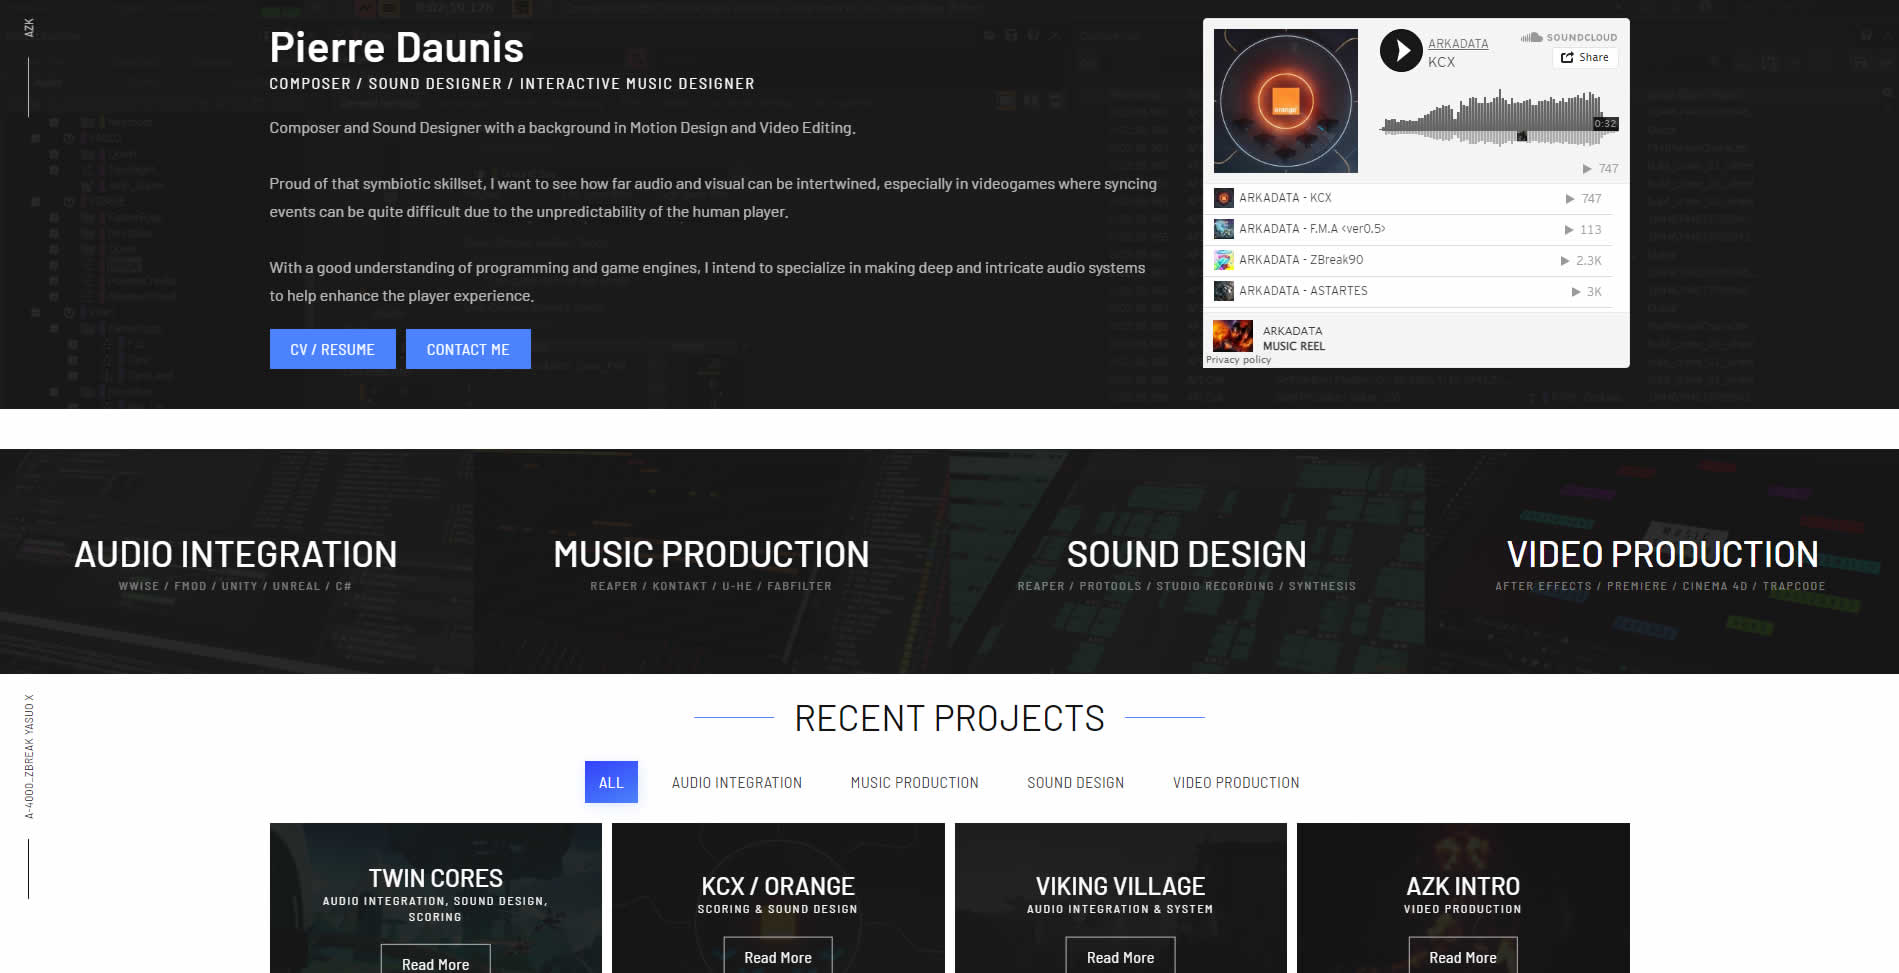 AZK
Pierre Daunis
COMPOSER / SOUND DESIGNER / INTERACTIVE MUSIC DESIGNER
Composer and Sound Designer with a background in Motion Design and Video Editing.
Proud of that symbiotic skillset, I want to see how far audio and visual can be intertwined, especially in videogames where syncing
events can be quite difficult due to the unpredictability of the human player.
With a good understanding of programming and game engines, I intend to specialize in making deep and intricate audio systems
to help enhance the player experience.
CV / RESUME
CONTACT ME
orange
ARKADATA
KCX
SOUNDCLOUD
Share
0:32
747
ARKADATA - KCX 747
ARKADATA - F.M.A <ver0.5> 113
ARKADATA - ZBreak90 2.3K
ARKADATA - ASTARTES 3K
ARKADATA
MUSIC REEL
Privacy policy
AUDIO INTEGRATION
WWISE / FMOD / UNITY / UNREAL / C#
MUSIC PRODUCTION
REAPER / KONTAKT / U-HE / FABFILTER
SOUND DESIGN
REAPER / PROTOOLS / STUDIO RECORDING / SYNTHESIS
VIDEO PRODUCTION
AFTER EFFECTS / PREMIERE / CINEMA 4D / TRAPCODE
A-4000_ZBREAK YASUO X
RECENT PROJECTS
ALL
AUDIO INTEGRATION
MUSIC PRODUCTION
SOUND DESIGN
VIDEO PRODUCTION
TWIN CORES
AUDIO INTEGRATION, SOUND DESIGN,
SCORING
Read More
KCX / ORANGE
SCORING & SOUND DESIGN
Read More
VIKING VILLAGE
AUDIO INTEGRATION & SYSTEM
Read More
AZK INTRO
VIDEO PRODUCTION
Read More